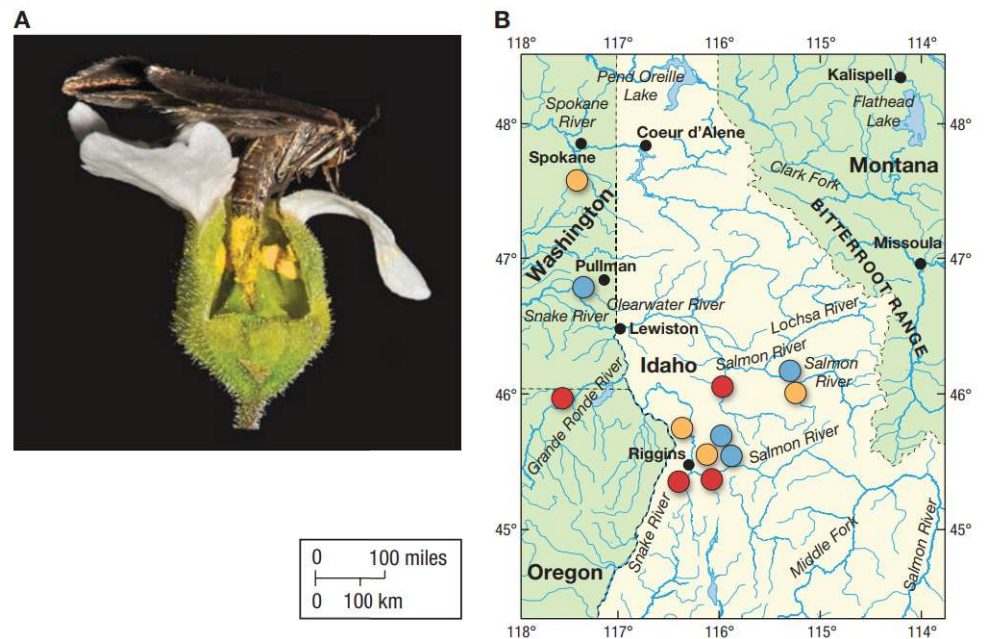 A
B
118°
117°
116°
115°
114°
Pend Oreille
Lake
Kalispell
Spokane
River
Flathead
Lake
48°
48°
Coeur d'Alene
Spokane
Clark Fork
Montana
Washington
BITTERROOT RANGE
Missoula
47°
47°
Pullman
Clearwater River
Snake River
Lewiston
Lochsa River
Idaho
Salmon River
Salmon
River
46°
46°
Grande Ronde River
Riggins
Salmon River
45°
45°
Snake River
Middle Fork
Salmon River
Oregon
0 100 miles
0 100 km
118°
117°
116°
115°
114°